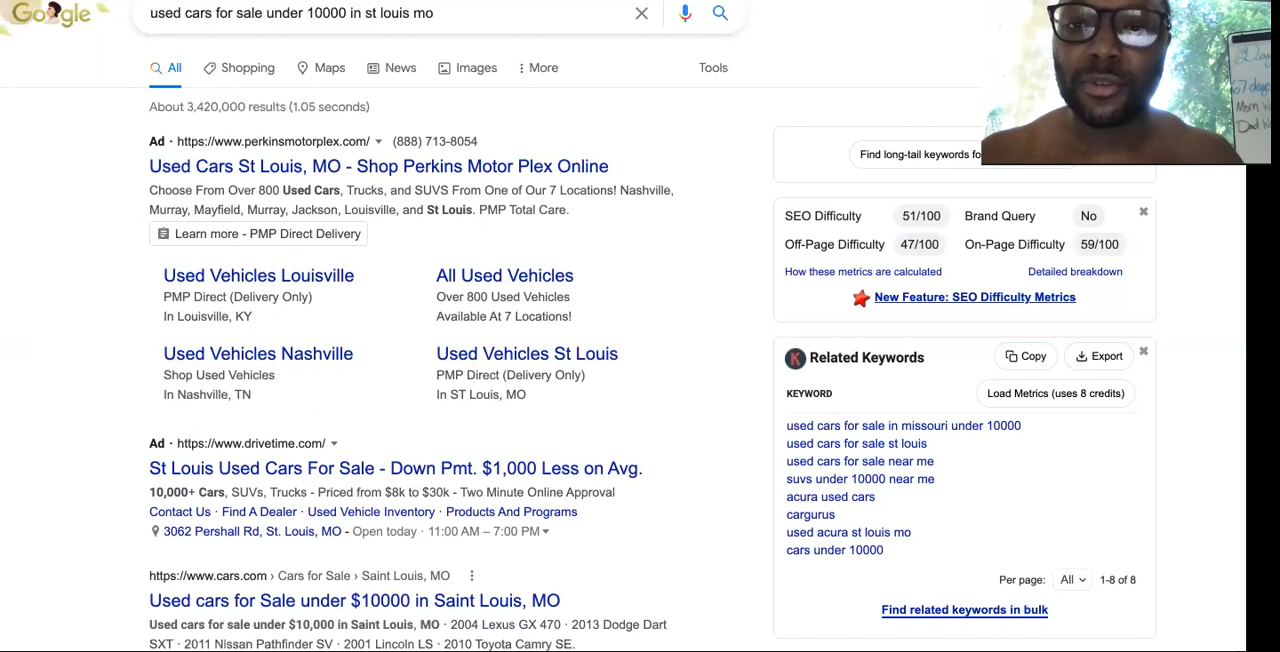 Google
used cars for sale under 10000 in st louis mo
All
Shopping
Maps
News
Images
More
Tools
About 3,420,000 results (1.05 seconds)
Ad · https://www.perkinsmotorplex.com/ (888) 713-8054
Used Cars St Louis, MO - Shop Perkins Motor Plex Online
Choose From Over 800 Used Cars, Trucks, and SUVS From One of Our 7 Locations! Nashville,
Murray, Mayfield, Murray, Jackson, Louisville, and St Louis. PMP Total Care.
Learn more - PMP Direct Delivery
Used Vehicles Louisville
PMP Direct (Delivery Only)
In Louisville, KY
All Used Vehicles
Over 800 Used Vehicles
Available At 7 Locations!
Used Vehicles Nashville
Shop Used Vehicles
In Nashville, TN
Used Vehicles St Louis
PMP Direct (Delivery Only)
In ST Louis, MO
Ad · https://www.drivetime.com/
St Louis Used Cars For Sale - Down Pmt. $1,000 Less on Avg.
10,000+ Cars, SUVs, Trucks - Priced from $8k to $30k - Two Minute Online Approval
Contact Us · Find A Dealer · Used Vehicle Inventory · Products And Programs
3062 Pershall Rd, St. Louis, MO - Open today · 11:00 AM – 7:00 PM
https://www.cars.com › Cars for Sale › Saint Louis, MO
Used cars for Sale under $10000 in Saint Louis, MO
Used cars for sale under $10,000 in Saint Louis, MO · 2004 Lexus GX 470 · 2013 Dodge Dart
SXT · 2011 Nissan Pathfinder SV · 2001 Lincoln LS · 2010 Toyota Camry SE.
Find long-tail keywords fo
SEO Difficulty 51/100 Brand Query No
Off-Page Difficulty 47/100 On-Page Difficulty 59/100
How these metrics are calculated Detailed breakdown
New Feature: SEO Difficulty Metrics
K Related Keywords Copy Export
KEYWORD Load Metrics (uses 8 credits)
used cars for sale in missouri under 10000
used cars for sale st louis
used cars for sale near me
suvs under 10000 near me
acura used cars
cargurus
used acura st louis mo
cars under 10000
Per page: All 1-8 of 8
Find related keywords in bulk
67 days
Mom
Dad